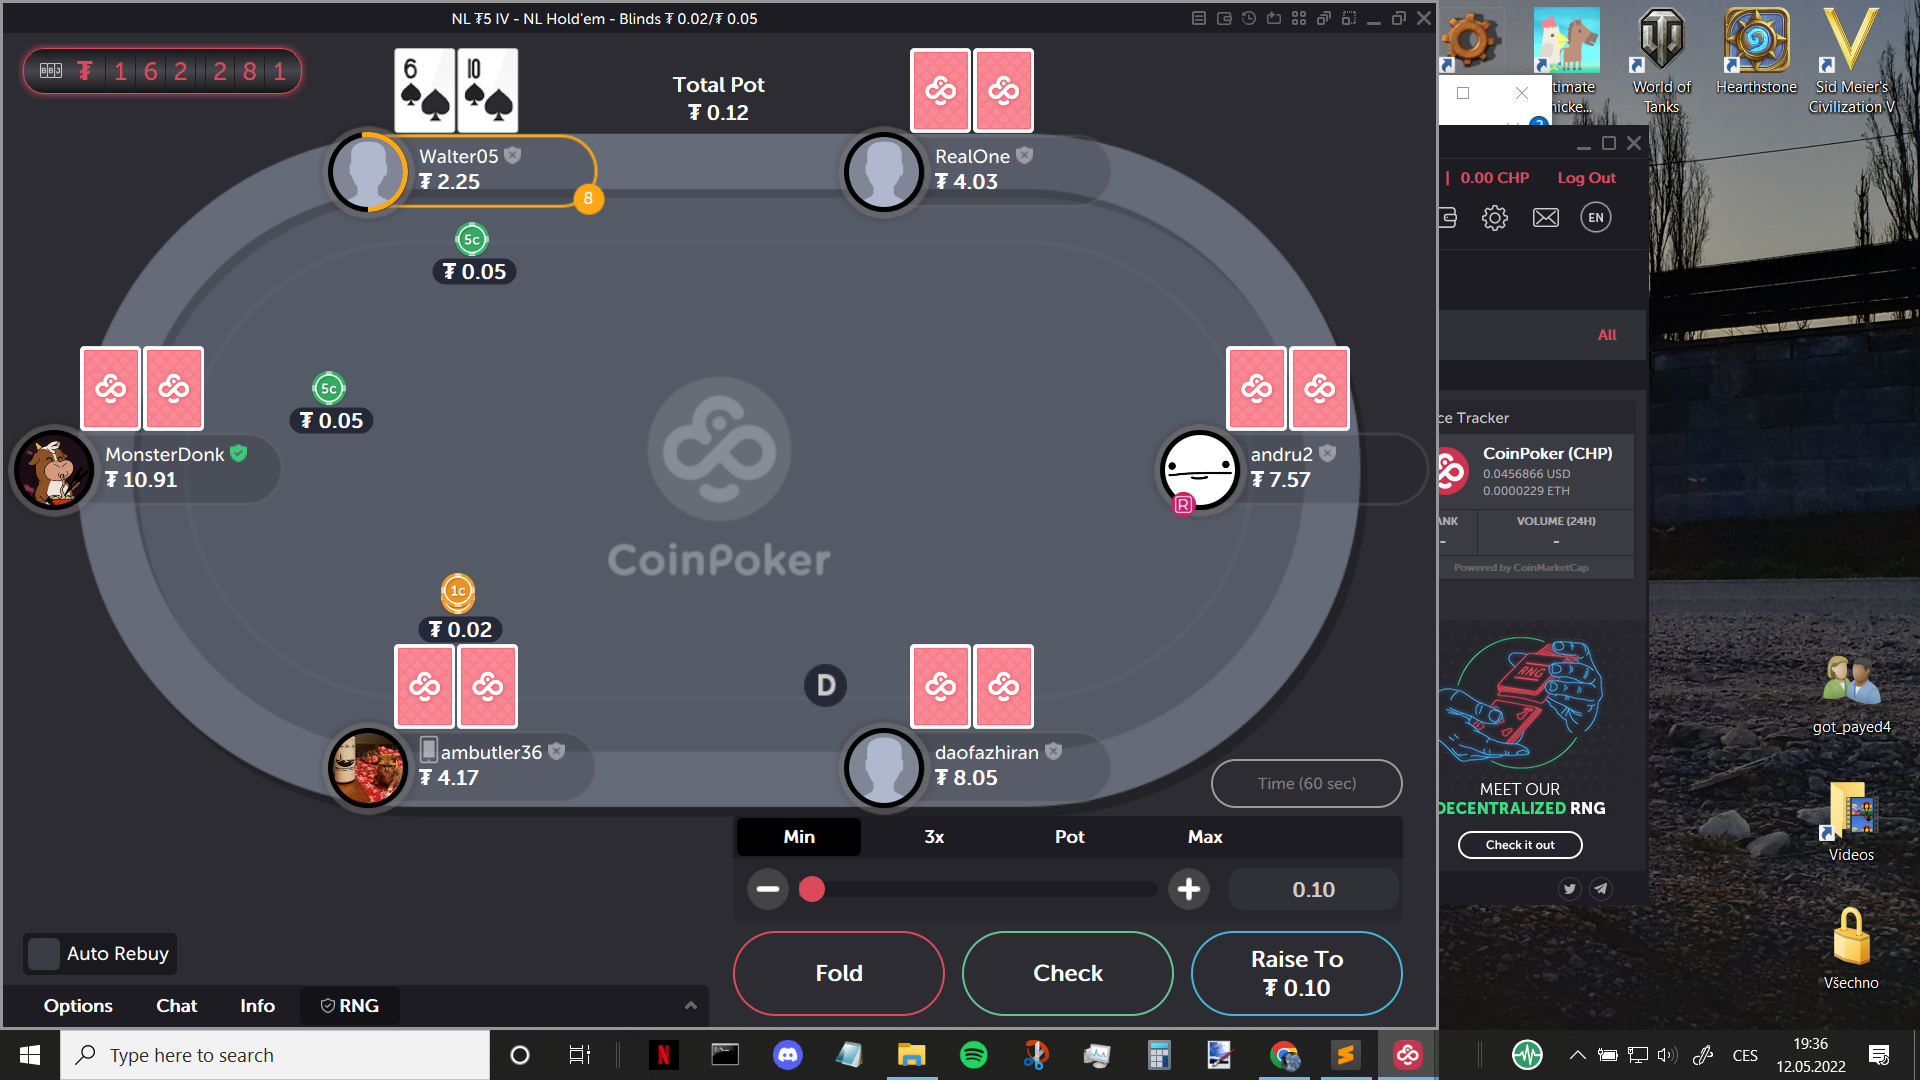 NL ₮5 IV - NL Hold'em - Blinds ₮ 0.02/₮ 0.05
BBJ ₮ 1 6 2 2 8 1
6 10
Total Pot
₮ 0.12
Walter05
₮ 2.25
8
RealOne
₮ 4.03
5c
₮ 0.05
5c
₮ 0.05
MonsterDonk
₮ 10.91
andru2
₮ 7.57
R
CoinPoker
1c
₮ 0.02
D
ambutler36
₮ 4.17
daofazhiran
₮ 8.05
Time (60 sec)
Min 3x Pot Max
0.10
Auto Rebuy
Fold
Check
Raise To
₮ 0.10
Options Chat Info RNG
World of
Tanks
Hearthstone
Sid Meier's
Civilization V
| 0.00 CHP Log Out
EN
All
ce Tracker
CoinPoker (CHP)
0.0456866 USD
0.0000229 ETH
ANK
-
VOLUME (24H)
-
Powered by CoinMarketCap
RNG
MEET OUR
DECENTRALIZED RNG
Check it out
got_payed4
Videos
Všechno
Type here to search
N
CES
19:36
12.05.2022